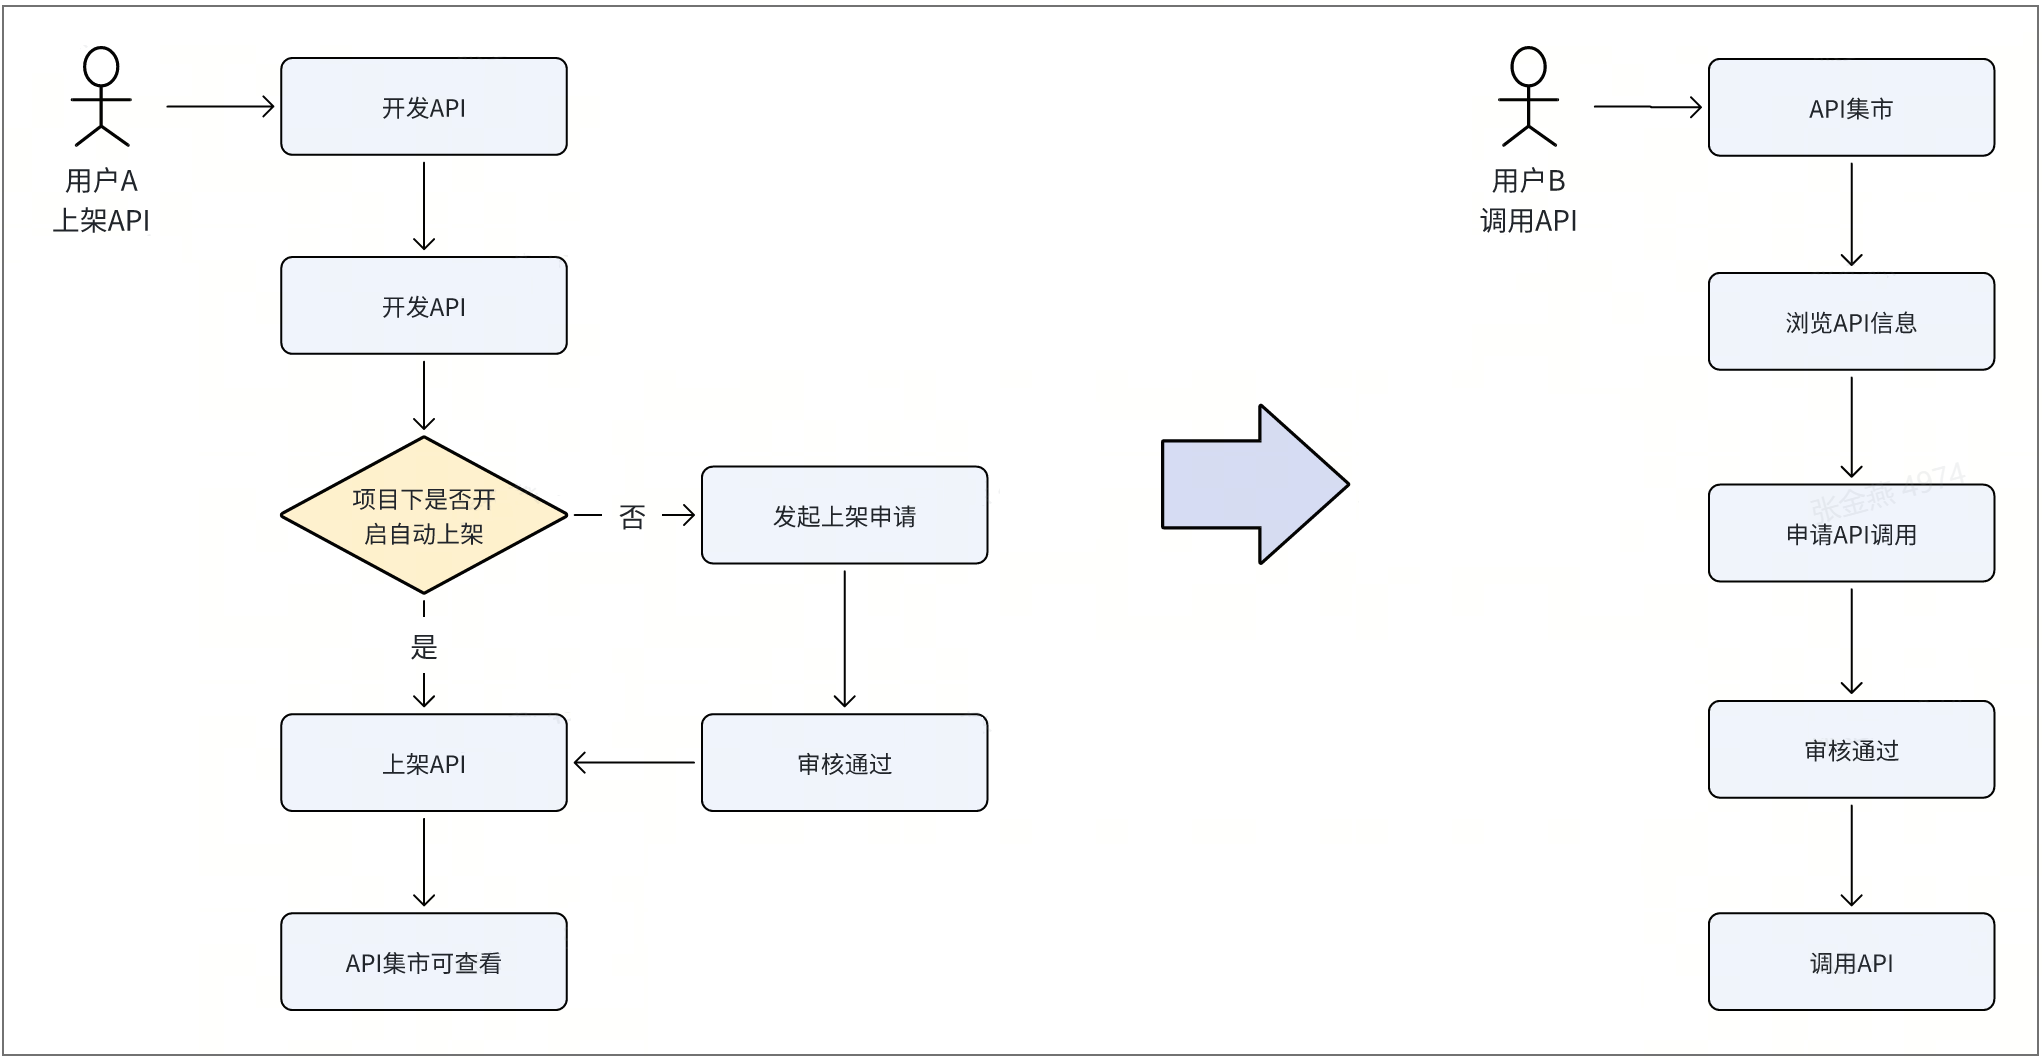 用户A
上架API
开发API
开发API
项目下是否开
启自动上架
否
发起上架申请
是
上架API
审核通过
API集市可查看
用户B
调用API
API集市
浏览API信息
张金燕 4974
申请API调用
审核通过
调用API